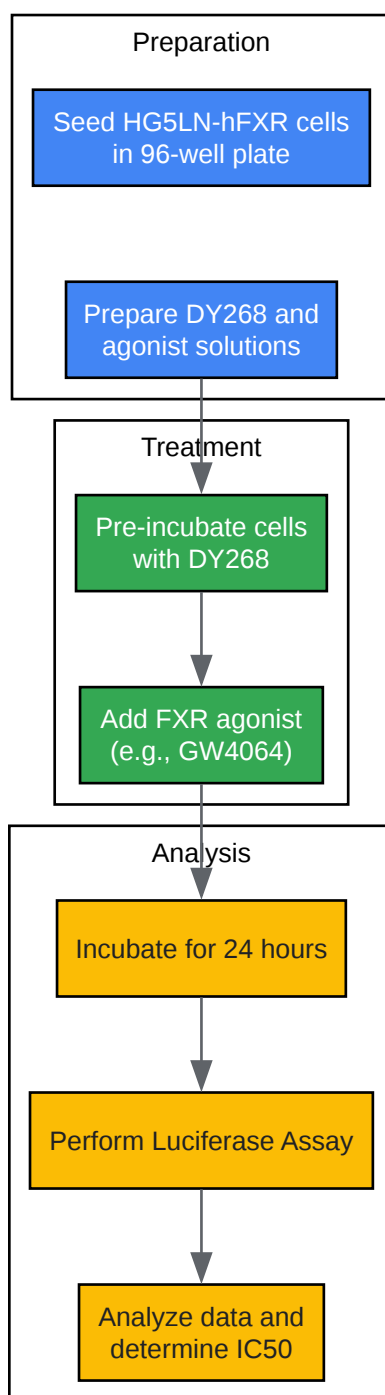 Preparation
Seed HG5LN-hFXR cells
in 96-well plate
Prepare DY268 and
agonist solutions
Treatment
Pre-incubate cells
with DY268
Add FXR agonist
(e.g., GW4064)
Analysis
Incubate for 24 hours
Perform Luciferase Assay
Analyze data and
determine IC50